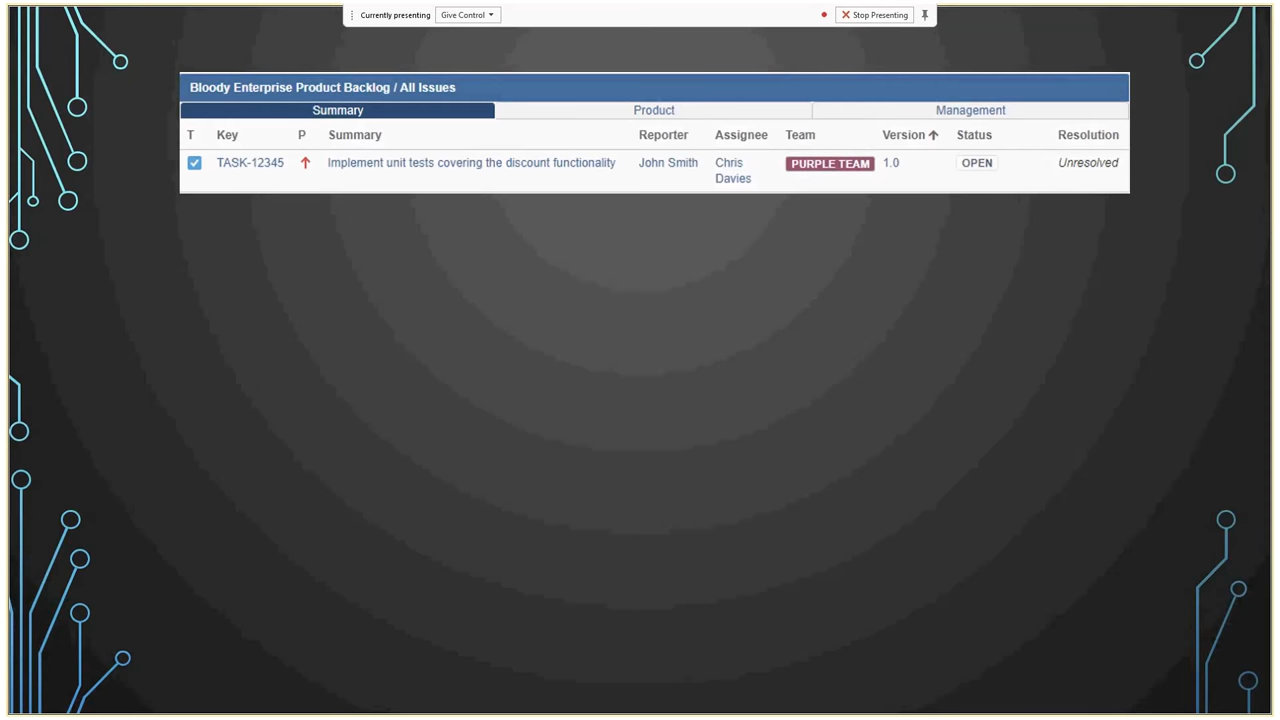 Currently presenting Give Control Stop Presenting
Bloody Enterprise Product Backlog / All Issues
Summary Product Management
T Key P Summary Reporter Assignee Team Version Status Resolution
TASK-12345 Implement unit tests covering the discount functionality John Smith Chris Davies PURPLE TEAM 1.0 OPEN Unresolved